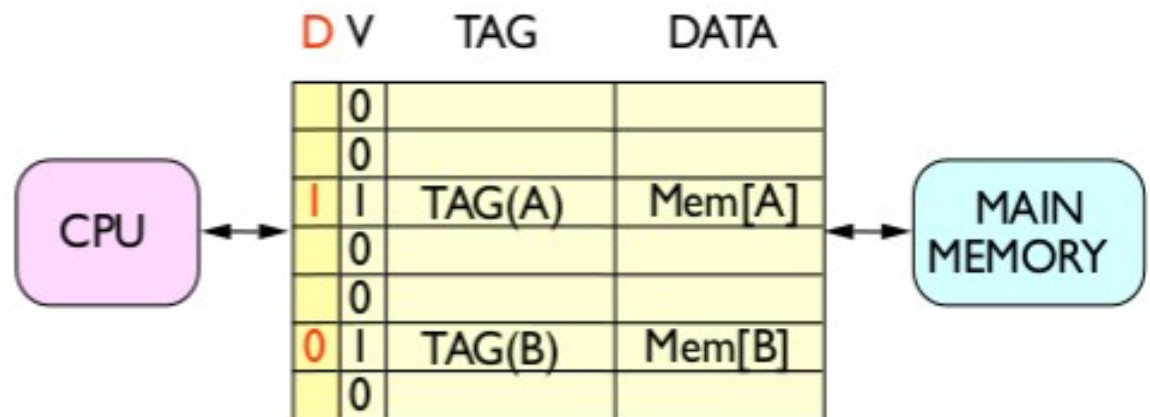 D V TAG DATA
0
0
1 1 TAG(A) Mem[A]
0
0
0 1 TAG(B) Mem[B]
0
CPU
MAIN
MEMORY